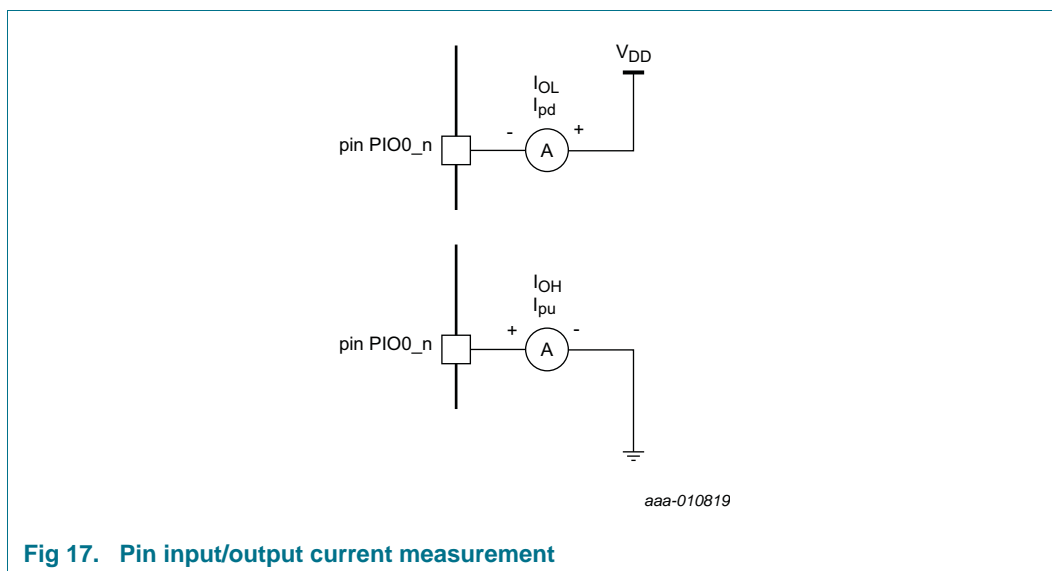 V_DD
I_OL
I_pd
pin PIO0_n - A +
I_OH
I_pu
pin PIO0_n + A -
aaa-010819
Fig 17. Pin input/output current measurement